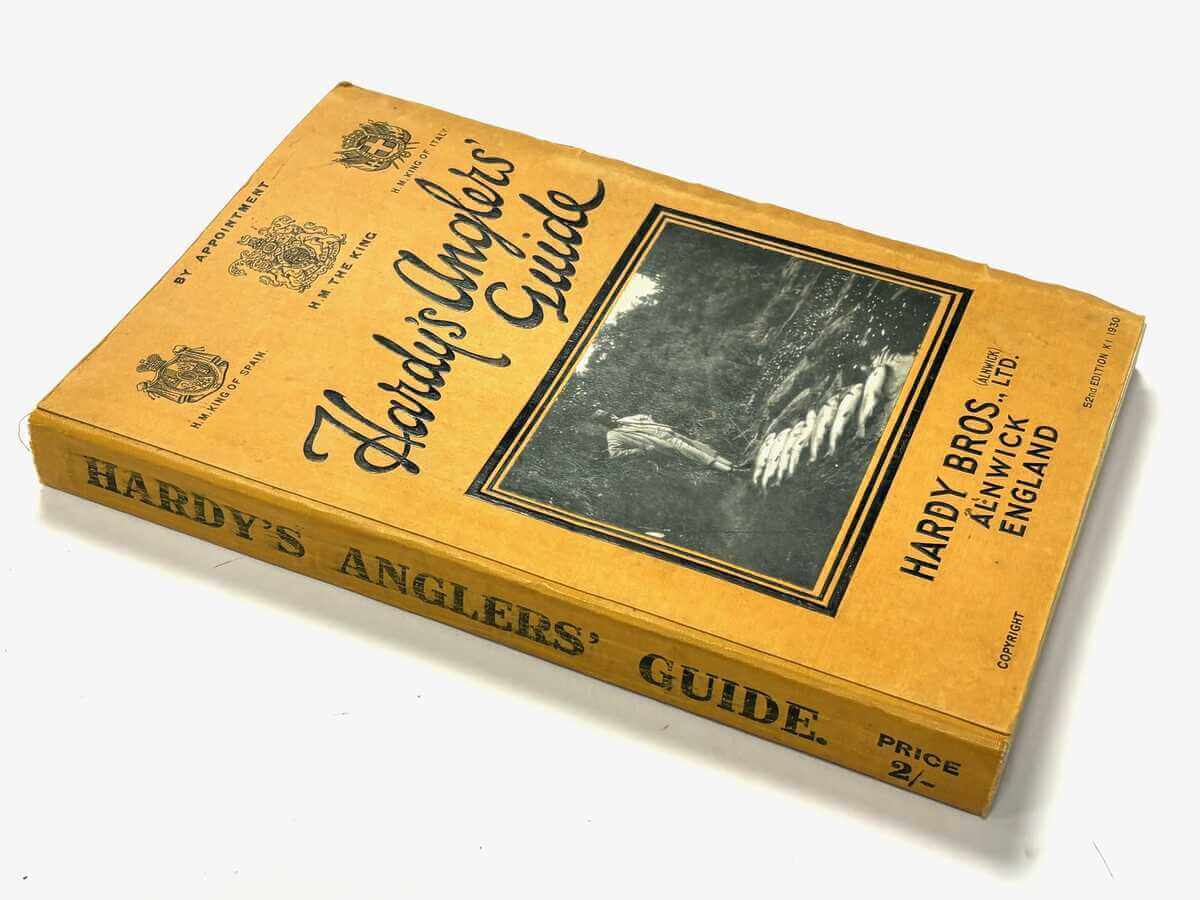 BY APPOINTMENT
H.M. KING OF SPAIN.
H.M THE KING
H.M. KING OF ITALY
Hardy's Anglers'
Guide
HARDY BROS., (ALNWICK) LTD.
ALNWICK
ENGLAND
COPYRIGHT
52nd EDITION K1 1930
HARDY'S ANGLERS' GUIDE.
PRICE
2/-